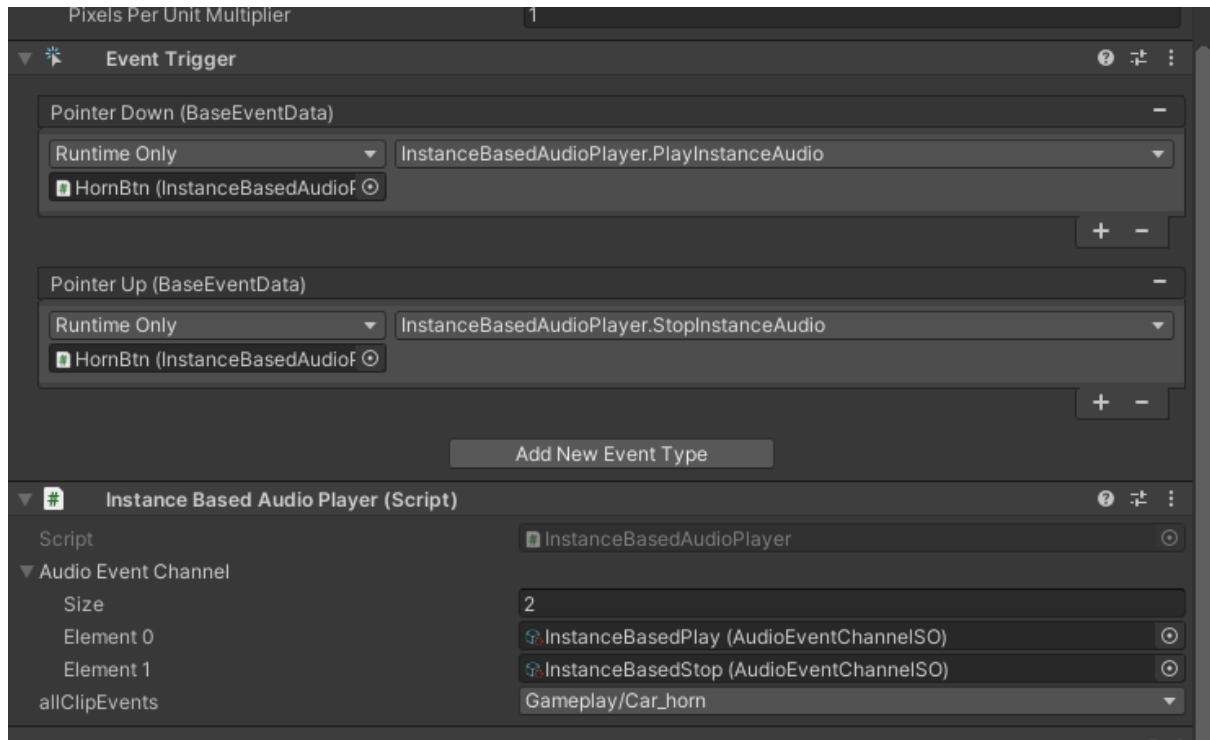 Pixels Per Unit Multiplier 1
Event Trigger
Pointer Down (BaseEventData)
Runtime Only InstanceBasedAudioPlayer.PlayInstanceAudio
HornBtn (InstanceBasedAudioP
Pointer Up (BaseEventData)
Runtime Only InstanceBasedAudioPlayer.StopInstanceAudio
HornBtn (InstanceBasedAudioP
Add New Event Type
# Instance Based Audio Player (Script)
Script InstanceBasedAudioPlayer
Audio Event Channel
Size 2
Element 0 InstanceBasedPlay (AudioEventChannelSO)
Element 1 InstanceBasedStop (AudioEventChannelSO)
allClipEvents Gameplay/Car_horn